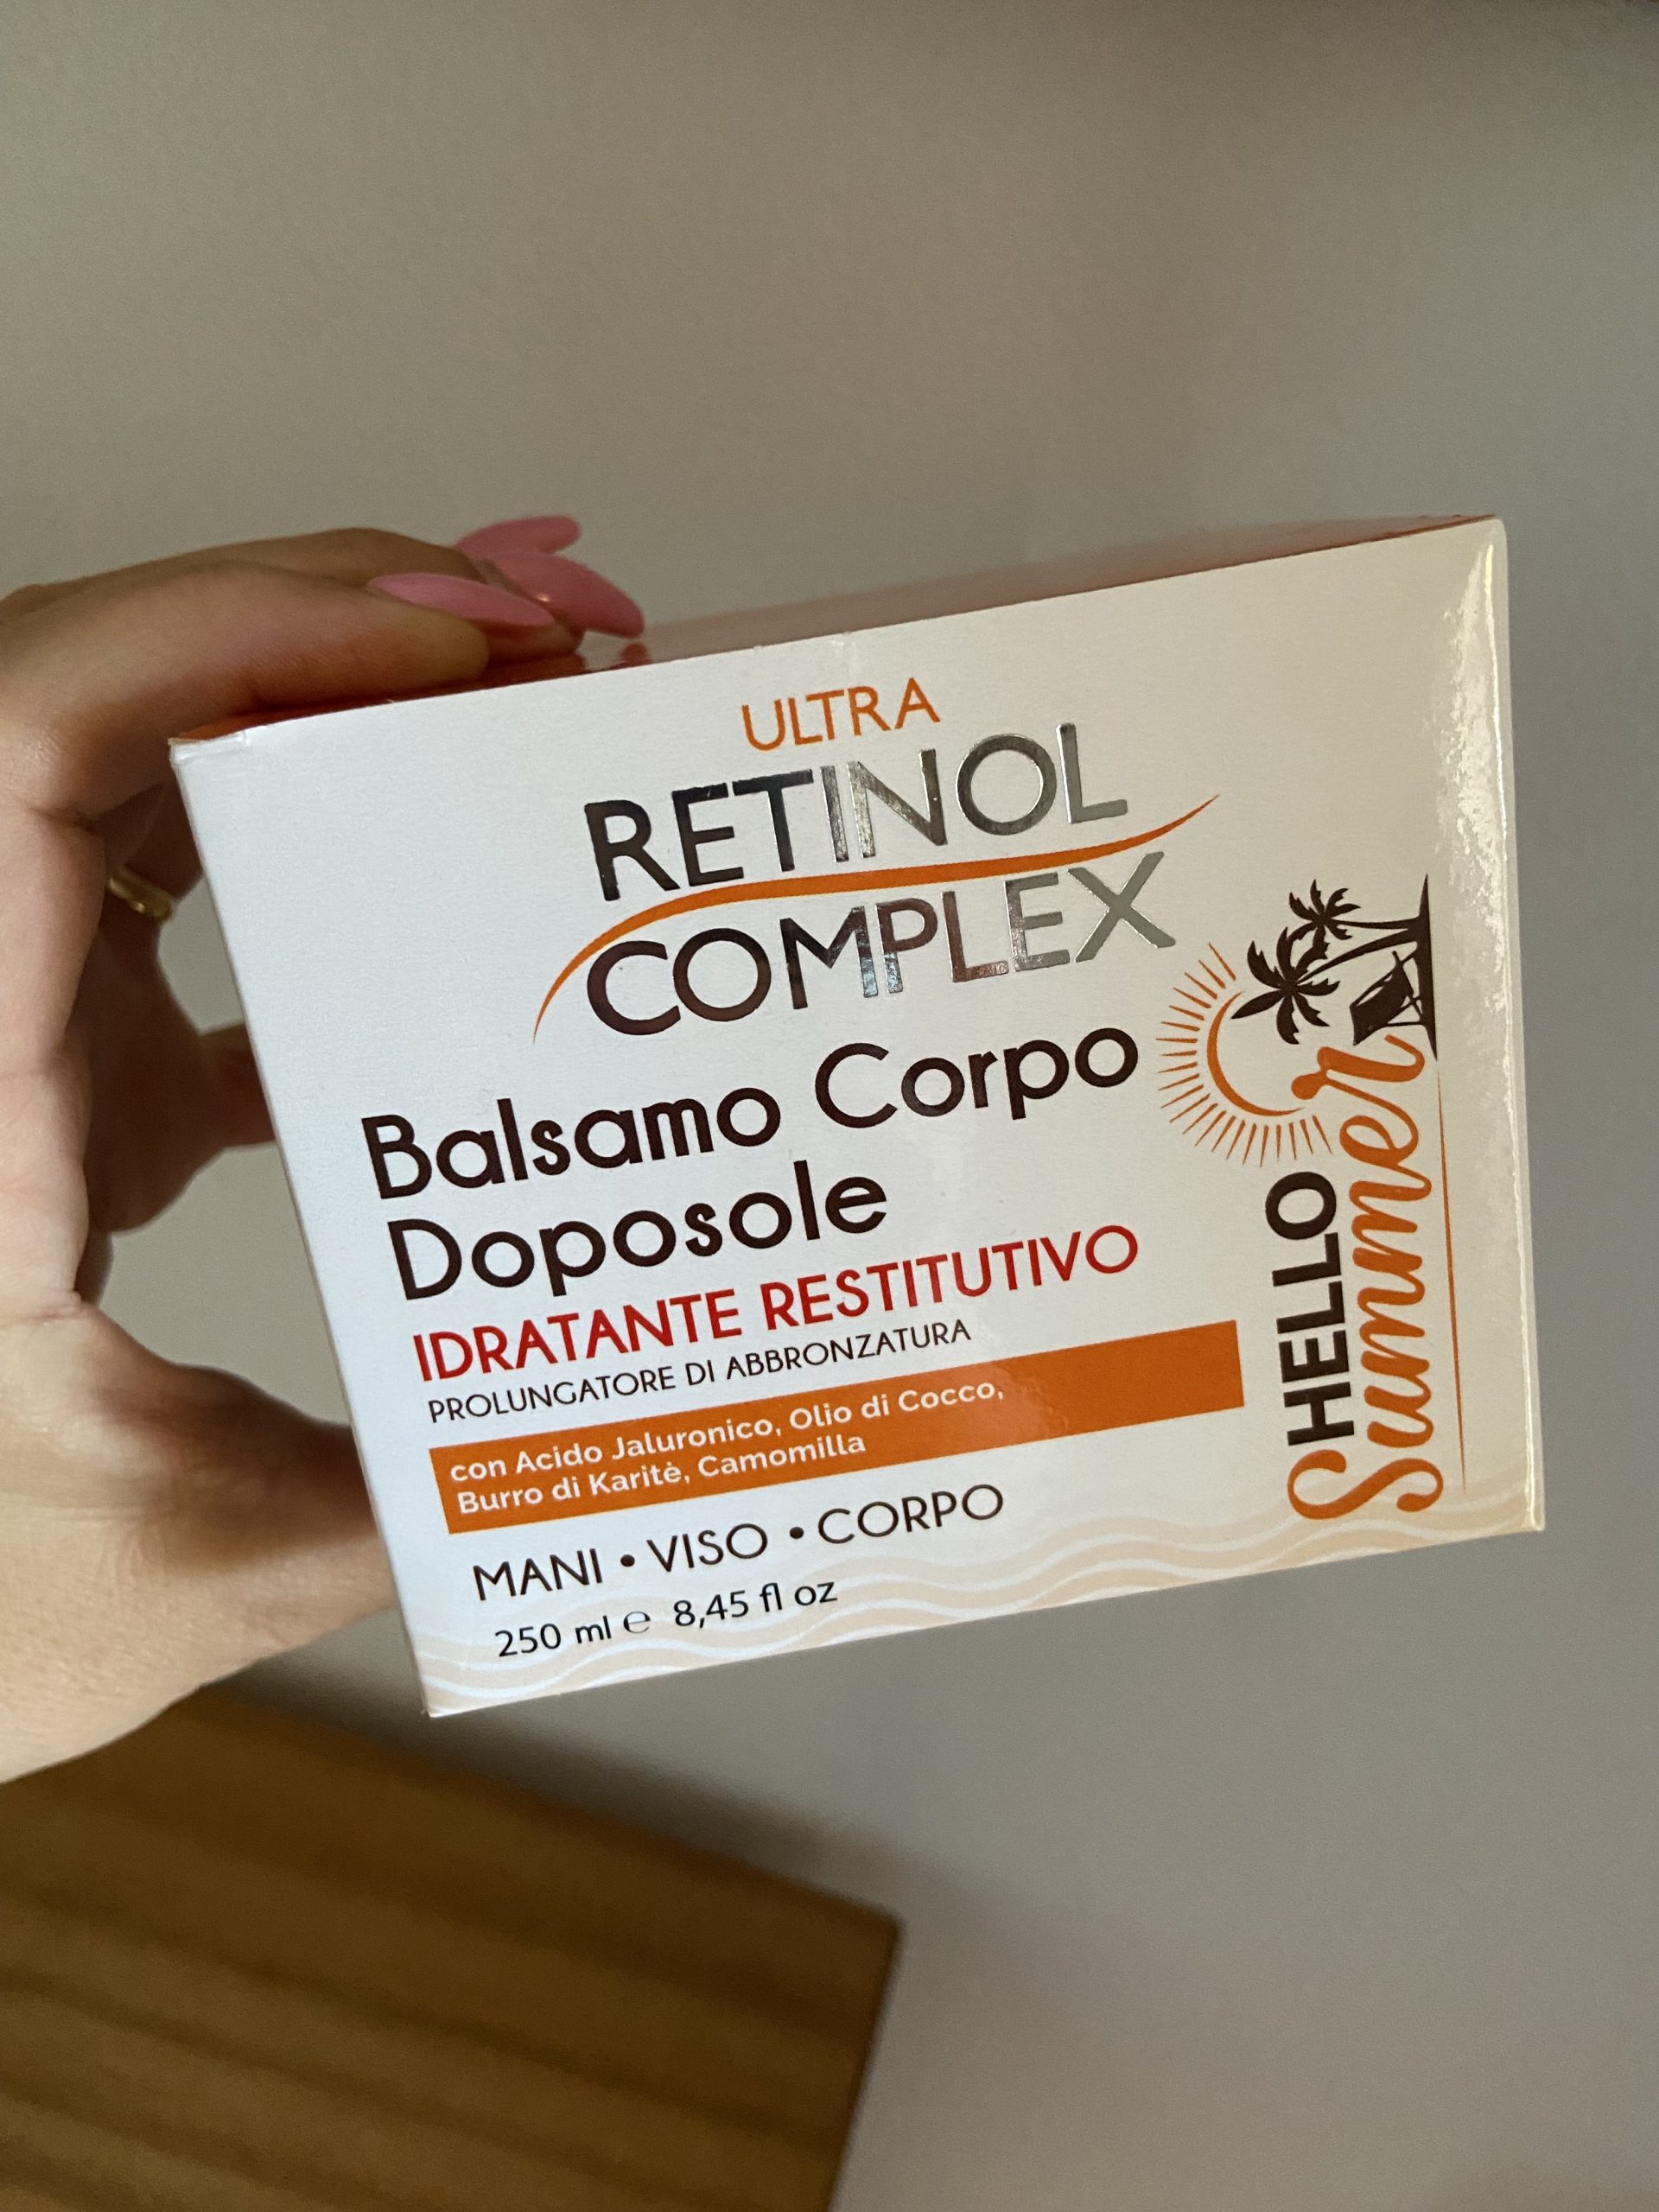 ULTRA
RETINOL
COMPLEX
Balsamo Corpo
Doposole
IDRATANTE RESTITUTIVO
PROLUNGATORE DI ABBRONZATURA
con Acido Jaluronico, Olio di Cocco,
Burro di Karitè, Camomilla
MANI • VISO • CORPO
250 ml ℮ 8,45 fl oz
HELLO
Summer